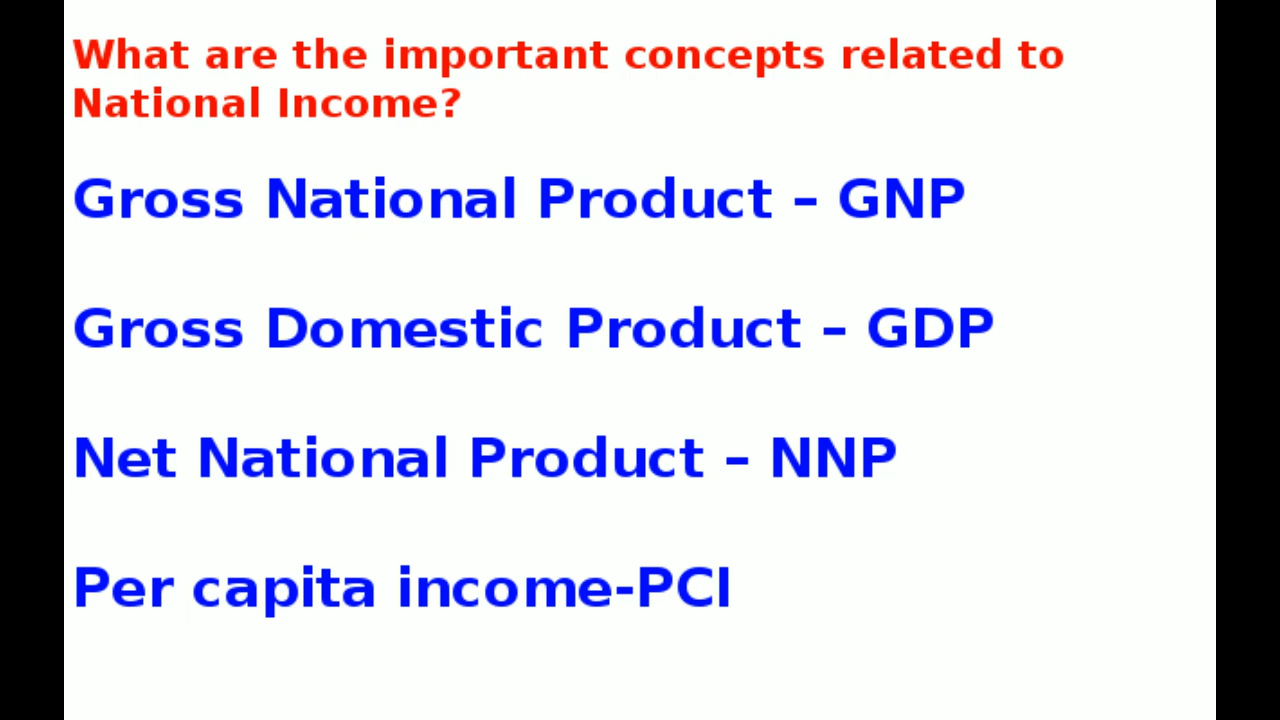 What are the important concepts related to
National Income?
Gross National Product – GNP
Gross Domestic Product – GDP
Net National Product – NNP
Per capita income-PCI